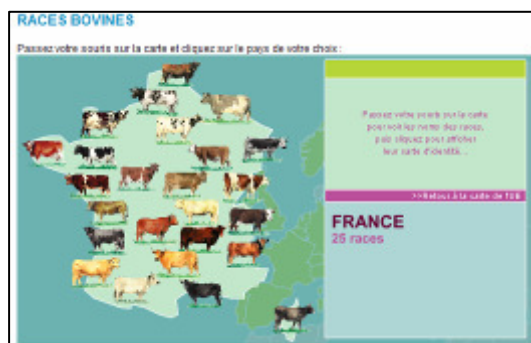 RACES BOVINES
Passez votre souris sur la carte et cliquez sur le pays de votre choix :
Passez votre souris sur la carte
pour voir les noms des races,
puis cliquez pour afficher
leur carte d'identité...
>>Retour à la carte de l'UE
FRANCE
25 races